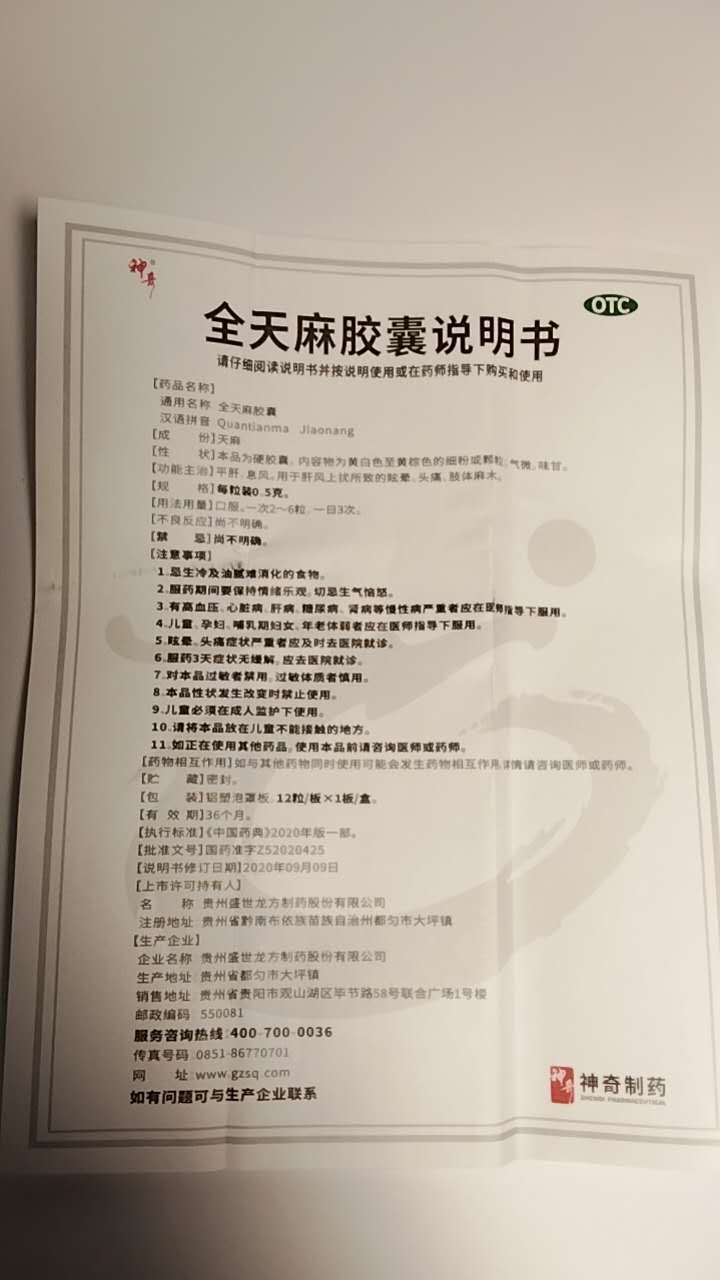 神奇®
OTC
全天麻胶囊说明书
请仔细阅读说明书并按说明使用或在药师指导下购买和使用
[药品名称]
通用名称 全天麻胶囊
汉语拼音 Quantianma Jiaonang
[成 份]天麻
[性 状]本品为硬胶囊，内容物为黄白色至黄棕色的细粉或颗粒,气微,味甘。
[功能主治]平肝,息风。用于肝风上扰所致的眩晕、头痛、肢体麻木。
[规 格]每粒装0.5克。
[用法用量]口服。一次2～6粒,一日3次。
[不良反应]尚不明确。
[禁 忌]尚不明确。
[注意事项]
1.忌生冷及油腻难消化的食物。
2.服药期间要保持情绪乐观,切忌生气恼怒。
3.有高血压、心脏病、肝病、糖尿病、肾病等慢性病严重者应在医师指导下服用。
4.儿童、孕妇、哺乳期妇女、年老体弱者应在医师指导下服用。
5.眩晕、头痛症状严重者应及时去医院就诊。
6.服药3天症状无缓解,应去医院就诊。
7.对本品过敏者禁用,过敏体质者慎用。
8.本品性状发生改变时禁止使用。
9.儿童必须在成人监护下使用。
10.请将本品放在儿童不能接触的地方。
11.如正在使用其他药品,使用本品前请咨询医师或药师。
[药物相互作用]如与其他药物同时使用可能会发生药物相互作用,详情请咨询医师或药师。
[贮 藏]密封。
[包 装]铝塑泡罩板,12粒/板×1板/盒。
[有 效 期]36个月。
[执行标准]《中国药典》2020年版一部。
[批准文号]国药准字Z52020425
[说明书修订日期]2020年09月09日
[上市许可持有人]
名 称 贵州盛世龙方制药股份有限公司
注册地址 贵州省黔南布依族苗族自治州都匀市大坪镇
[生产企业]
企业名称 贵州盛世龙方制药股份有限公司
生产地址 贵州省都匀市大坪镇
销售地址 贵州省贵阳市观山湖区毕节路58号联合广场1号楼
邮政编码 550081
服务咨询热线:400-700-0036
传真号码 0851-86770701
网 址:www.gzsq.com
如有问题可与生产企业联系
神奇 神奇制药
SHENQI PHARMACEUTICAL